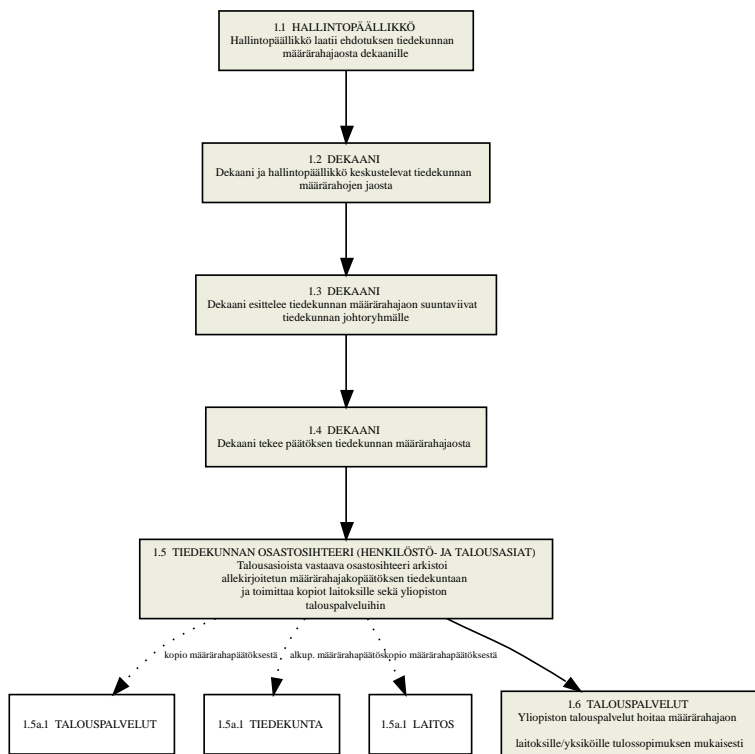 1.1 HALLINTOPÄÄLLIKKÖ
Hallintopäällikkö laatii ehdotuksen tiedekunnan
määrärahajaosta dekaanille
1.2 DEKAANI
Dekaani ja hallintopäällikkö keskustelevat tiedekunnan
määrärahojen jaosta
1.3 DEKAANI
Dekaani esittelee tiedekunnan määrärahajaon suuntaviivat
tiedekunnan johtoryhmälle
1.4 DEKAANI
Dekaani tekee päätöksen tiedekunnan määrärahajaosta
1.5 TIEDEKUNNAN OSASTOSIHTEERI (HENKILÖSTÖ- JA TALOUSASIAT)
Talousasioista vastaava osastosihteeri arkistoi
allekirjoitetun määrärahajakopäätöksen tiedekuntaan
ja toimittaa kopiot laitoksille sekä yliopiston
talouspalveluihin
kopio määrärahapäätöksestä
alkup. määrärahapäätös
kopio määrärahapäätöksestä
1.5a.1 TALOUSPALVELUT
1.5a.1 TIEDEKUNTA
1.5a.1 LAITOS
1.6 TALOUSPALVELUT
Yliopiston talouspalvelut hoitaa määrärahajaon
laitoksille/yksiköille tulossopimuksen mukaisesti